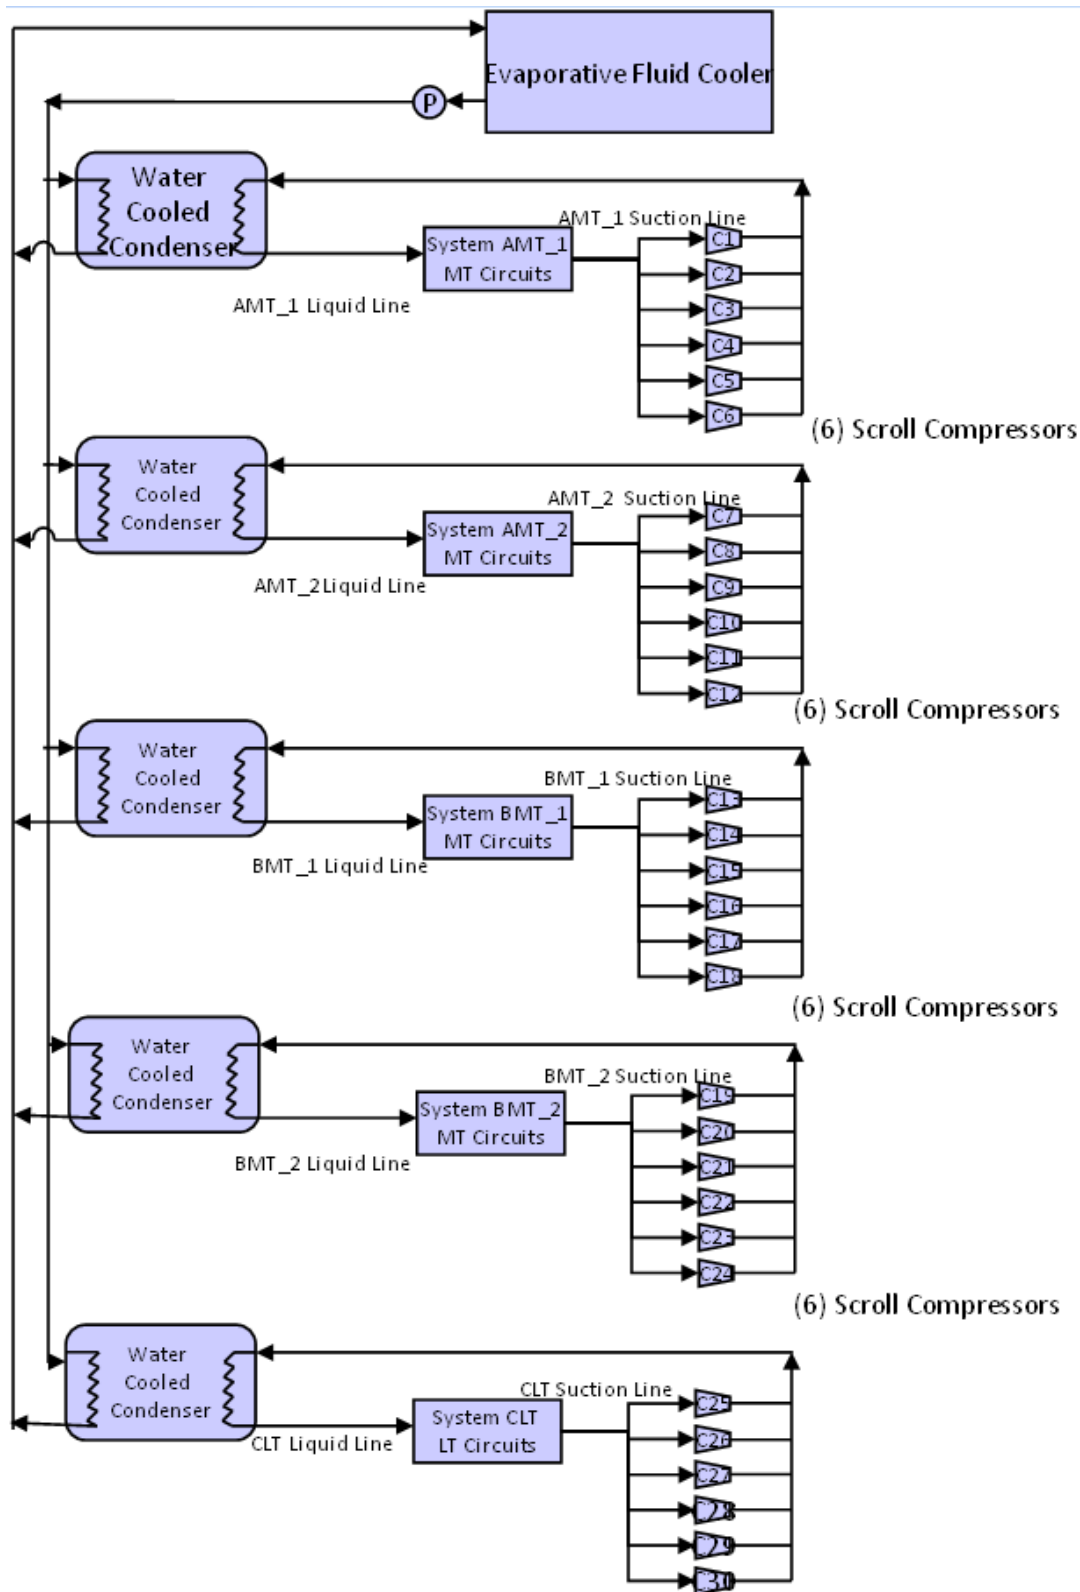 Evaporative Fluid Cooler
P
Water
Cooled
Condenser
AMT_1 Suction Line
System AMT_1
MT Circuits
AMT_1 Liquid Line
C1
C2
C3
C4
C5
C6
(6) Scroll Compressors
Water
Cooled
Condenser
AMT_2 Suction Line
System AMT_2
MT Circuits
AMT_2Liquid Line
C7
C8
C9
C10
C11
C12
(6) Scroll Compressors
Water
Cooled
Condenser
BMT_1 Suction Line
System BMT_1
MT Circuits
BMT_1 Liquid Line
C13
C14
C15
C16
C17
C18
(6) Scroll Compressors
Water
Cooled
Condenser
BMT_2 Suction Line
System BMT_2
MT Circuits
BMT_2 Liquid Line
C19
C20
C21
C22
C23
C24
(6) Scroll Compressors
Water
Cooled
Condenser
CLT Suction Line
System CLT
LT Circuits
CLT Liquid Line
C25
C26
C27
C28
C29
C30